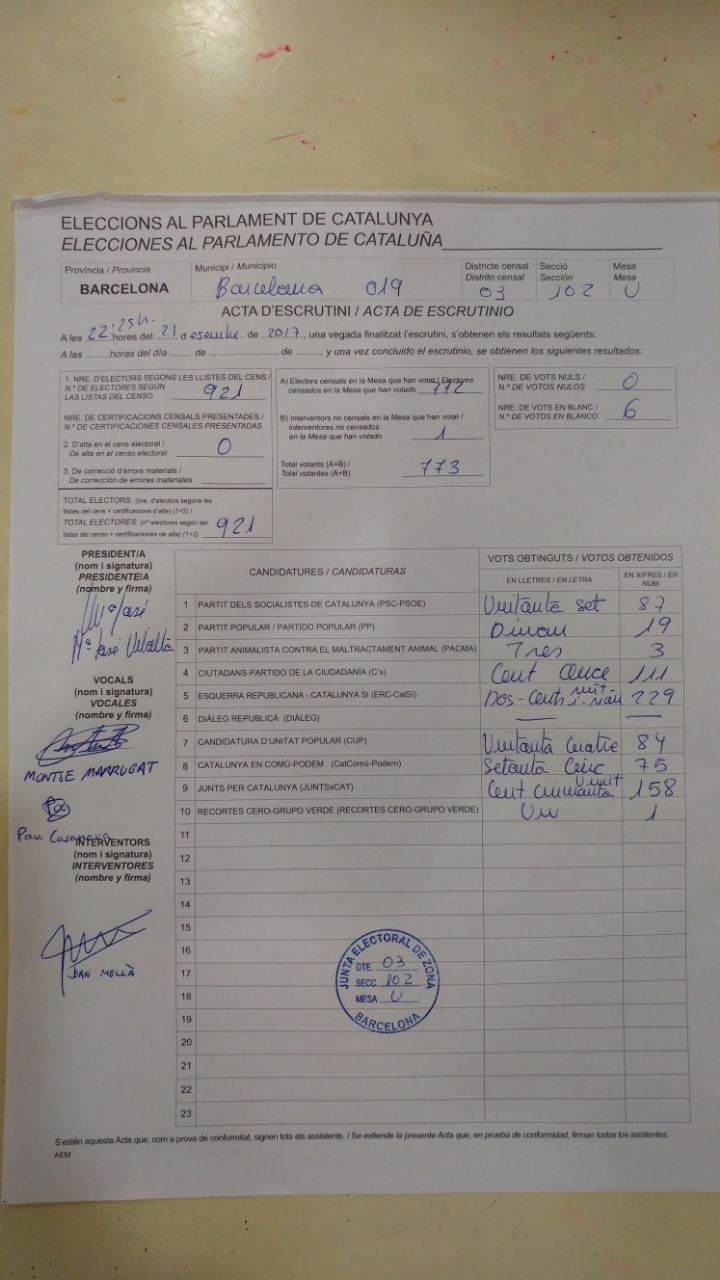 ELECCIONS AL PARLAMENT DE CATALUNYA
ELECCIONES AL PARLAMENTO DE CATALUÑA
Província / Provincia
BARCELONA
Municipi / Municipio
Barcelona 019
Districte censal
Distrito censal
03
Secció
Sección
102
Mesa
Mesa
U
ACTA D'ESCRUTINI / ACTA DE ESCRUTINIO
A les 22'25h. hores del 21 d esembre de 2017, una vegada finalitzat l'escrutini, s'obtenen els resultats següents:
A las ........horas del día ....... de .................... de ........, y una vez concluido el escrutinio, se obtienen los siguientes resultados:
1. NRE. D'ELECTORS SEGONS LES LLISTES DEL CENS /
N.º DE ELECTORES SEGÚN
LAS LISTAS DEL CENSO 921
NRE. DE CERTIFICACIONS CENSALS PRESENTADES /
N.º DE CERTIFICACIONES CENSALES PRESENTADAS
2. D'alta en el cens electoral /
De alta en el censo electoral: 0
3. De correcció d'errors materials /
De corrección de errores materiales:
TOTAL ELECTORS: (nre. d'electors segons les
llistes del cens + certificacions d'alta) (1+2) /
TOTAL ELECTORES: (nº electores según las
listas del censo + certificaciones de alta) (1+2) 921
A) Electors censats en la Mesa que han votat / Electores
censados en la Mesa que han votado 772
B) Interventors no censats en la Mesa que han votat /
Interventores no censados
en la Mesa que han votado 1
Total votants (A+B) /
Total votantes (A+B) 773
NRE. DE VOTS NULS /
N.º DE VOTOS NULOS 0
NRE. DE VOTS EN BLANC /
N.º DE VOTOS EN BLANCO 6
PRESIDENT/A
(nom i signatura)
PRESIDENTE/A
(nombre y firma)
Mª José
Mª José
VOCALS
VOCALES
(nombre y firma)
MONTSE MARRUGAT
Pau
INTERVENTORS
(nom i signatura)
INTERVENTORES
(nombre y firma)
JOAN MOLLÀ
CANDIDATURES / CANDIDATURAS
VOTS OBTINGUTS / VOTOS OBTENIDOS
EN LLETRES / EN LETRA
EN XIFRES / EN NÚM.
1 PARTIT DELS SOCIALISTES DE CATALUNYA (PSC-PSOE) Vuitanta set 87
2 PARTIT POPULAR / PARTIDO POPULAR (PP) Dinou 19
3 PARTIT ANIMALISTA CONTRA EL MALTRACTAMENT ANIMAL (PACMA) Tres 3
4 CIUTADANS-PARTIDO DE LA CIUDADANÍA (C's) Cent Onze 111
5 ESQUERRA REPUBLICANA - CATALUNYA SI (ERC-CatSí) Dos-Cents vint-i-nou 229
6 DIÀLEG REPUBLICÀ (DIÀLEG) — —
7 CANDIDATURA D'UNITAT POPULAR (CUP) Vuitanta Cuatre 84
8 CATALUNYA EN COMÚ-PODEM (CatComú-Podem) Setanta Cinc 75
9 JUNTS PER CATALUNYA (JUNTSxCAT) Cent cinquanta Vuit 158
10 RECORTES CERO-GRUPO VERDE (RECORTES CERO-GRUPO VERDE) Un 1
11
12
13
14
15
16
17
18
19
20
21
22
23
JUNTA ELECTORAL DE ZONA
DTE. 03
SECC. 102
MESA U
BARCELONA
S'estén aquesta Acta que, com a prova de conformitat, signen tots els assistents. / Se extiende la presente Acta que, en prueba de conformidad, firman todos los asistentes.
AEM